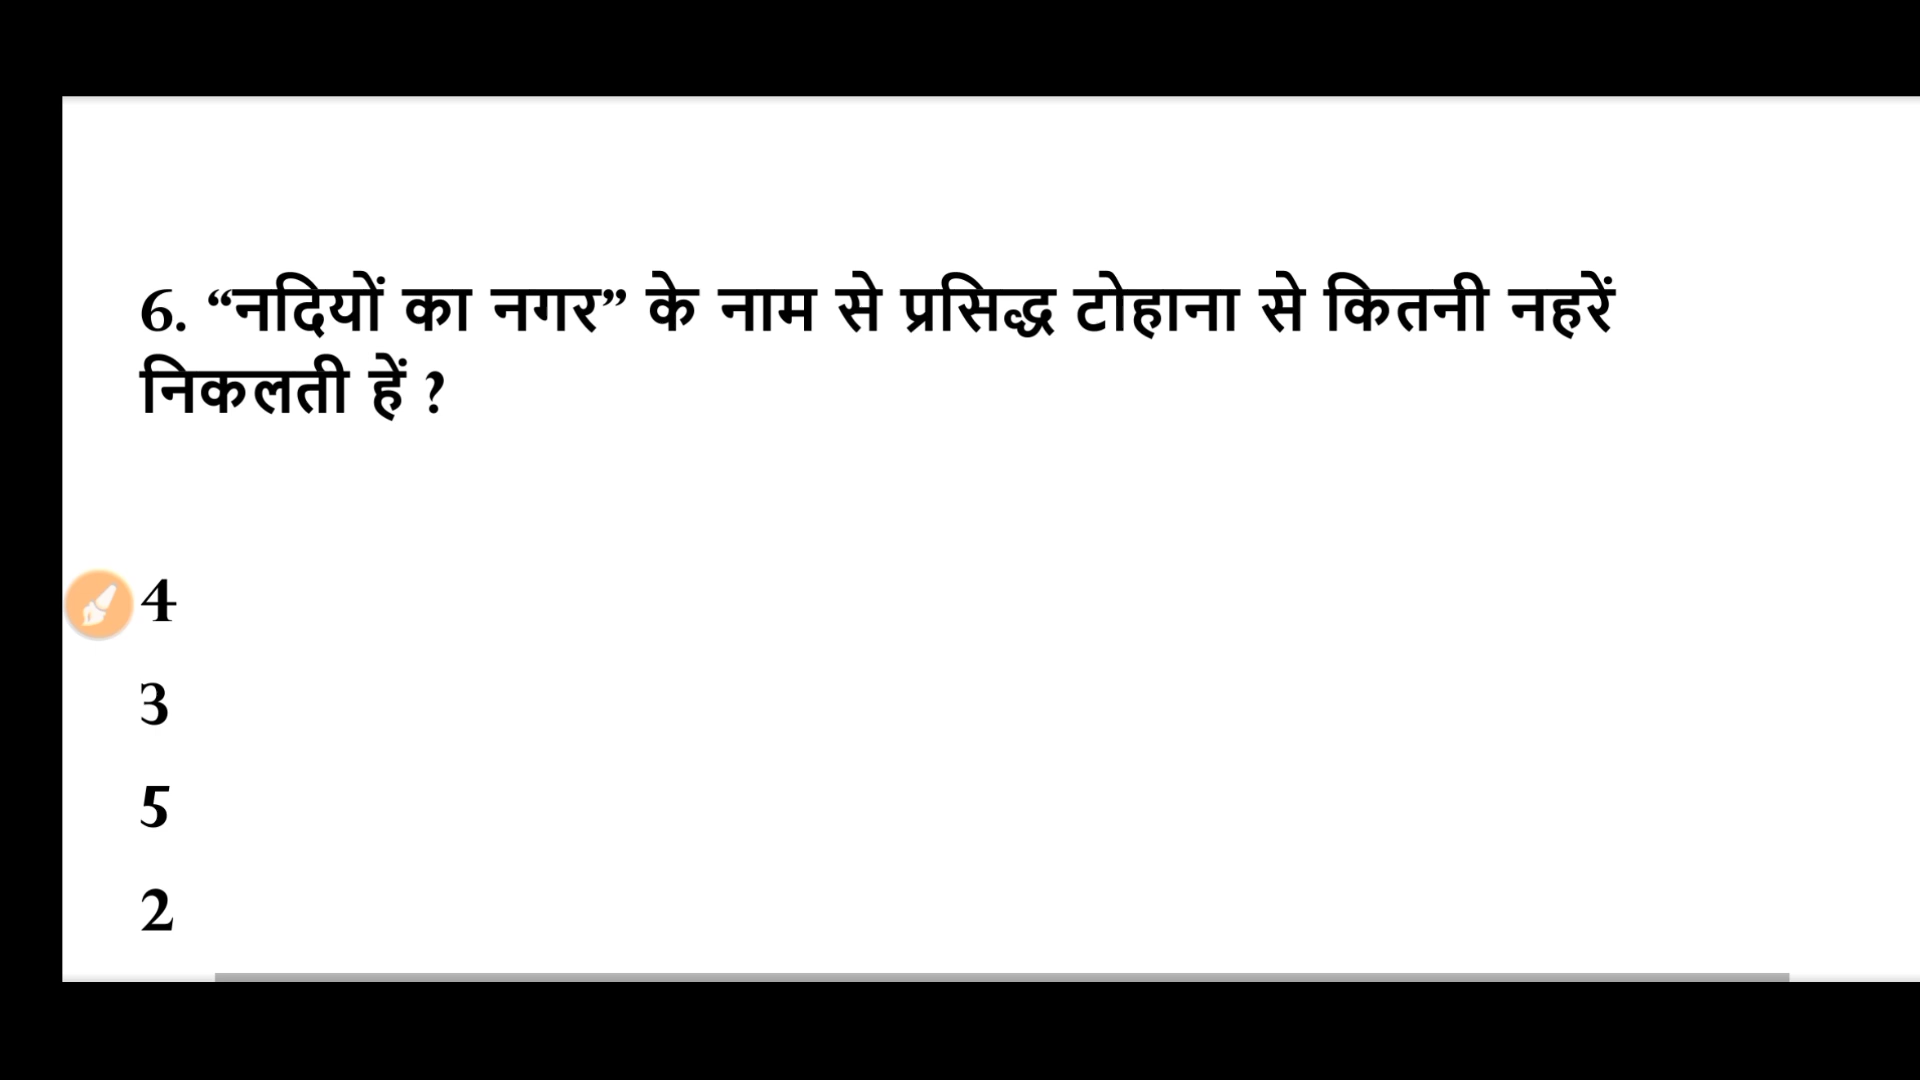 6. “नदियों का नगर” के नाम से प्रसिद्ध टोहाना से कितनी नहरें
निकलती हें ?
4
3
5
2